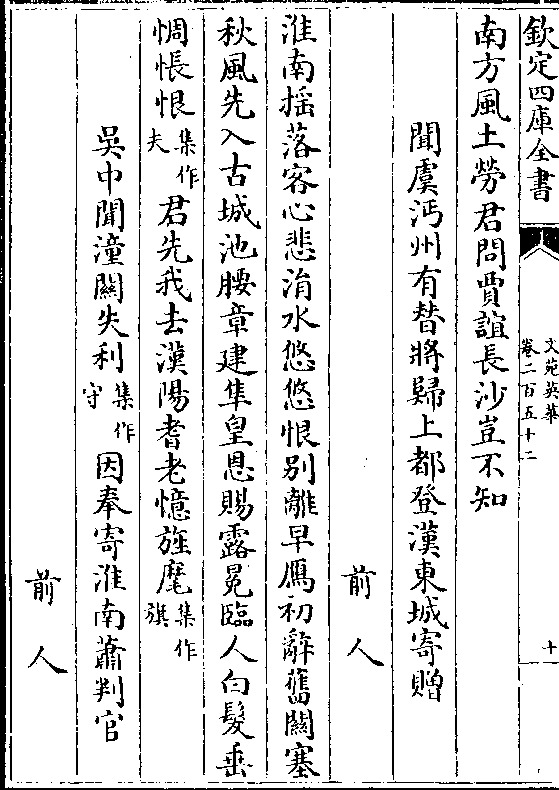 欽定四庫全書
文苑英華
卷二百五十二
十
南方風土勞君問賈誼長沙豈不知
聞虞沔州有替將歸上都登漢東城寄贈
前人
淮南揺落客心悲涓水悠悠恨别離早鴈初辭舊關塞
秋風先入古城池腰章建隼皇恩賜露冕臨人白髮垂
惆悵恨集作夫君先我去漢陽耆老憶旌麾集作旗
吳中聞潼關失利集作守因奉寄淮南蕭判官
前人